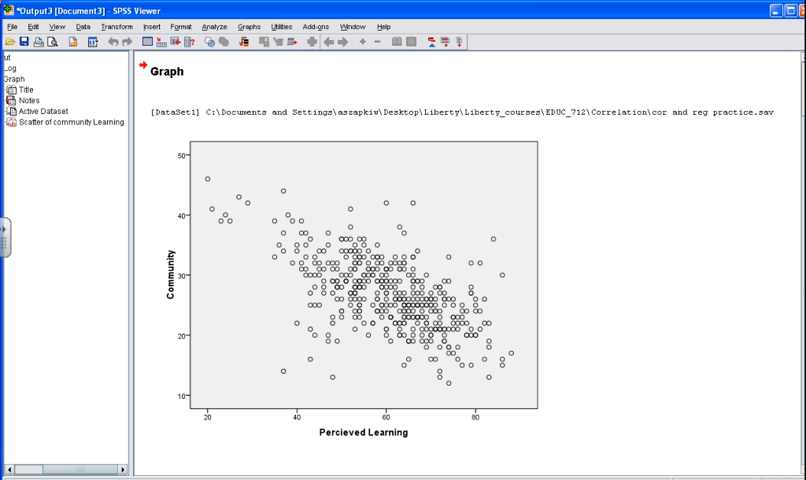 *Output3 [Document3] - SPSS Viewer
File Edit View Data Transform Insert Format Analyze Graphs Utilities Add-ons Window Help
ut
Log
Graph
Title
Notes
Active Dataset
Scatter of community Learning
Graph
[DataSet1] C:\Documents and Settings\aszapkiw\Desktop\Liberty\Liberty_courses\EDUC_712\Correlation\cor and reg practice.sav
50
40
30
20
10
Community
20 40 60 80
Percieved Learning